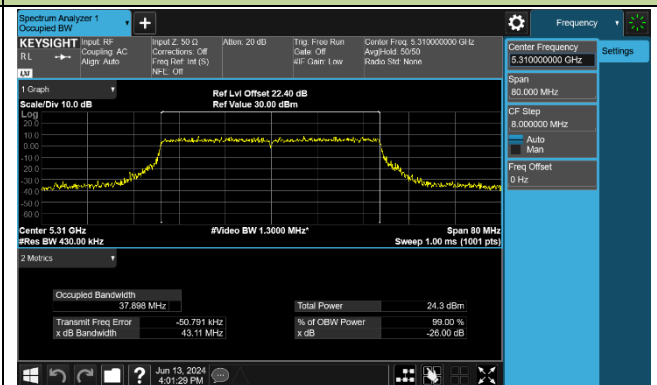 Spectrum Analyzer 1
Occupied BW
+
Frequency
KEYSIGHT
RL
LXI
Input: RF
Coupling: AC
Align: Auto
Input Z: 50 Ω
Corrections: Off
Freq Ref: Int (S)
NFE: Off
Atten: 20 dB
Trig: Free Run
Gate: Off
#IF Gain: Low
Center Freq: 5.310000000 GHz
Avg|Hold: 50/50
Radio Std: None
Center Frequency
5.310000000 GHz
Settings
Span
80.000 MHz
CF Step
8.000000 MHz
Auto
Man
Freq Offset
0 Hz
1 Graph
Scale/Div 10.0 dB
Ref Lvl Offset 22.40 dB
Ref Value 30.00 dBm
Log
20.0
10.0
0.00
-10.0
-20.0
-30.0
-40.0
-50.0
-60.0
Center 5.31 GHz
#Video BW 1.3000 MHz*
Span 80 MHz
#Res BW 430.00 kHz
Sweep 1.00 ms (1001 pts)
2 Metrics
Occupied Bandwidth
37.898 MHz
Total Power 24.3 dBm
Transmit Freq Error -50.791 kHz
% of OBW Power 99.00 %
x dB Bandwidth 43.11 MHz
x dB -26.00 dB
?
Jun 13, 2024
4:01:29 PM